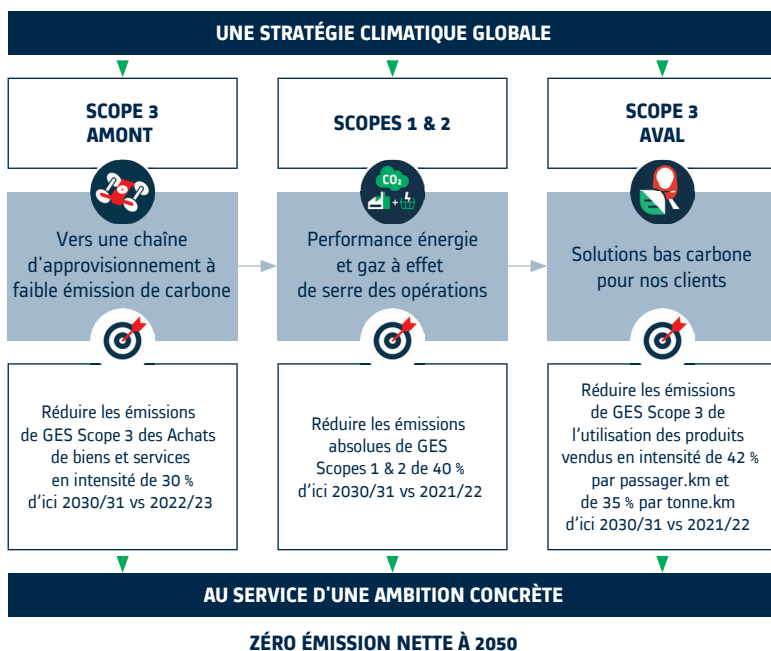 UNE STRATÉGIE CLIMATIQUE GLOBALE
SCOPE 3
AMONT
SCOPES 1 & 2
SCOPE 3
AVAL
CO₂
Vers une chaîne
d'approvisionnement à
faible émission de carbone
Performance énergie
et gaz à effet
de serre des opérations
Solutions bas carbone
pour nos clients
Réduire les émissions
de GES Scope 3 des Achats
de biens et services
en intensité de 30 %
d'ici 2030/31 vs 2022/23
Réduire les émissions
absolues de GES
Scopes 1 & 2 de 40 %
d'ici 2030/31 vs 2021/22
Réduire les émissions
de GES Scope 3 de
l'utilisation des produits
vendus en intensité de 42 %
par passager.km et
de 35 % par tonne.km
d'ici 2030/31 vs 2021/22
AU SERVICE D'UNE AMBITION CONCRÈTE
ZÉRO ÉMISSION NETTE À 2050